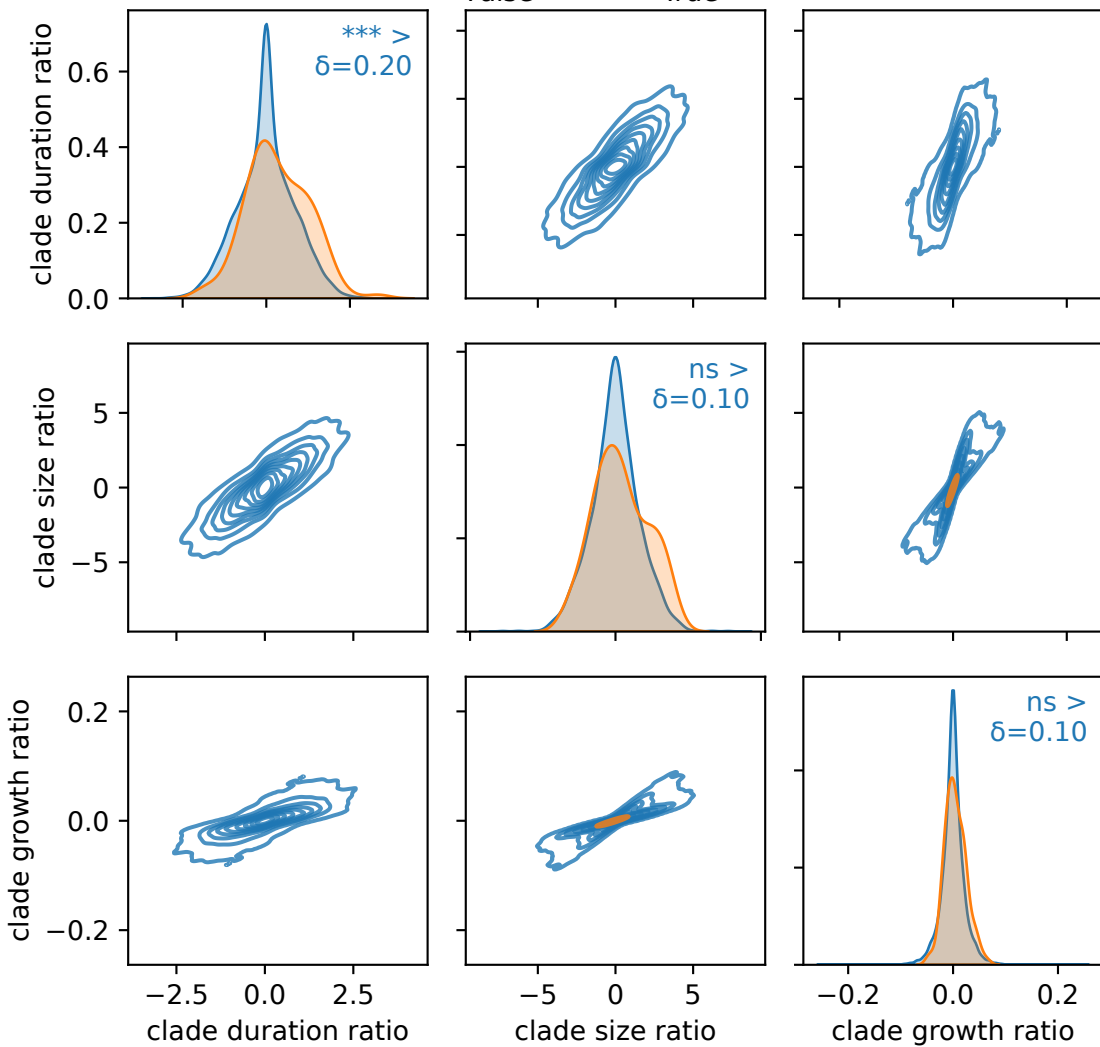 clade duration ratio
0.6
0.4
0.2
0.0
*** >
δ=0.20
clade size ratio
5
0
−5
ns >
δ=0.10
clade growth ratio
0.2
0.0
−0.2
ns >
δ=0.10
−2.5 0.0 2.5
−5 0 5
−0.2 0.0 0.2
clade duration ratio
clade size ratio
clade growth ratio